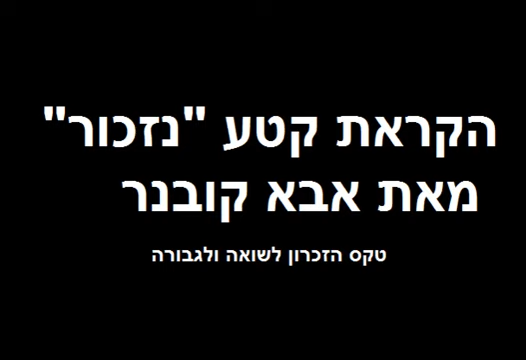 הקראת קטע "נזכור"
מאת אבא קובנר
טקס הזכרון לשואה ולגבורה